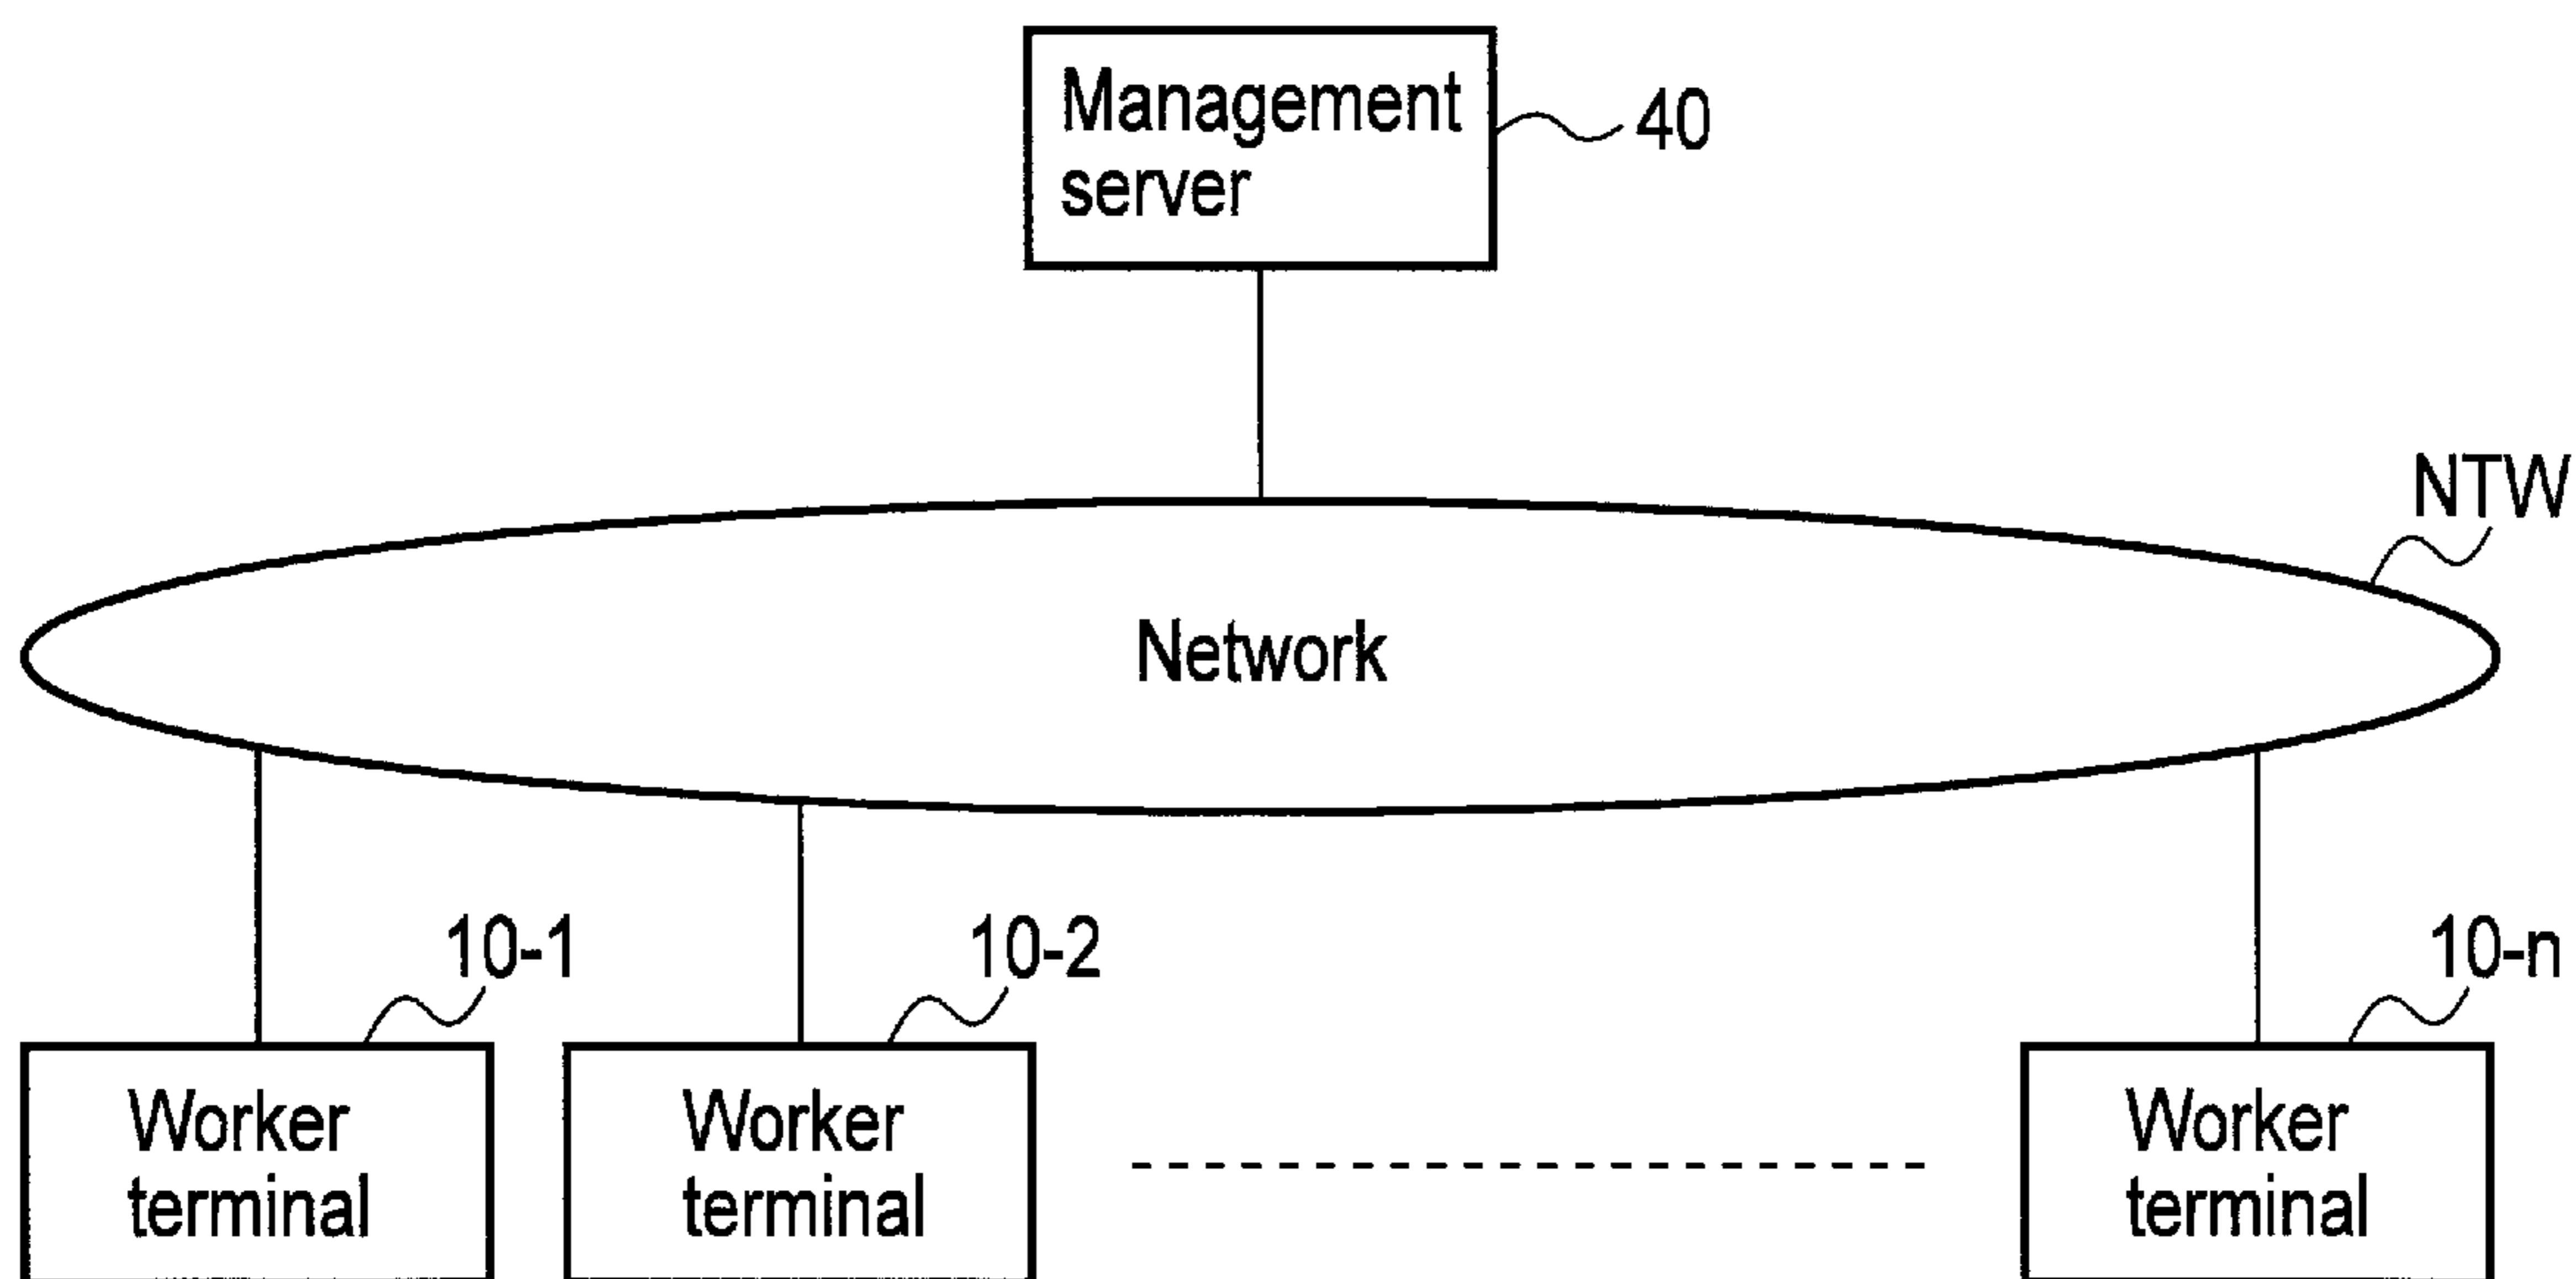 Management
server
40
NTW
Network
10-1
10-2
10-n
Worker
terminal
Worker
terminal
Worker
terminal